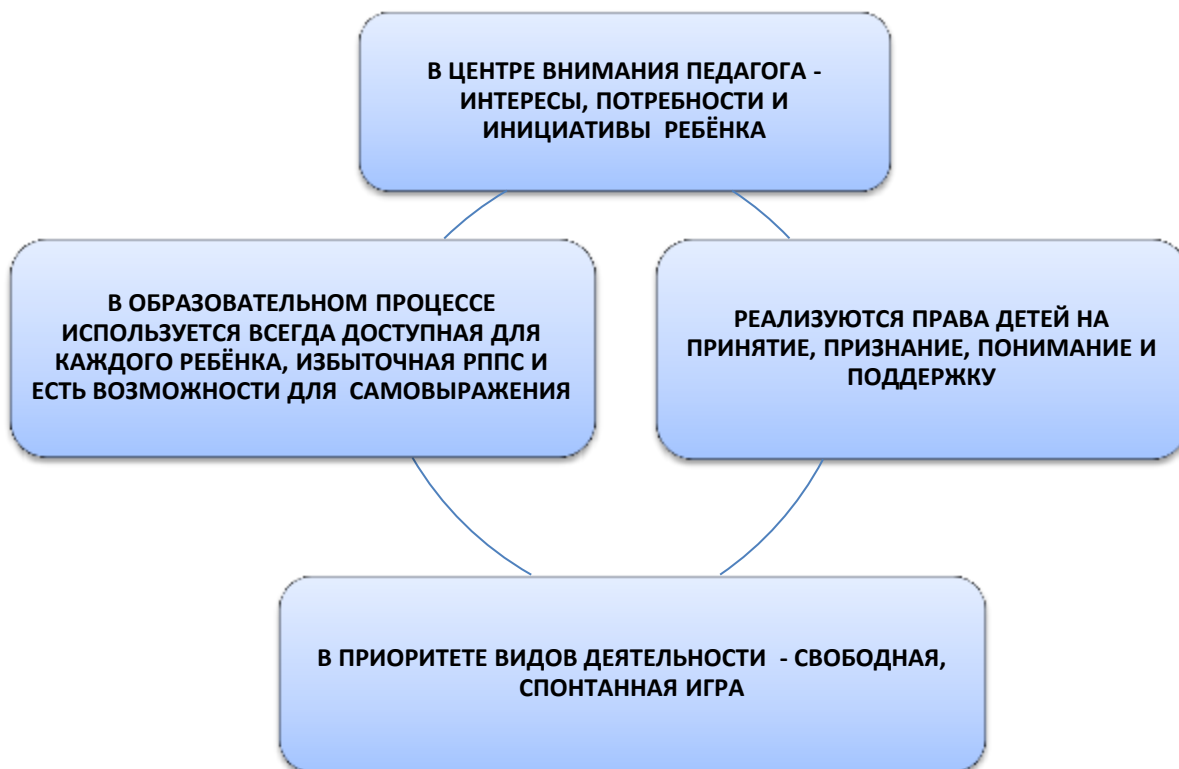 В ЦЕНТРЕ ВНИМАНИЯ ПЕДАГОГА -
ИНТЕРЕСЫ, ПОТРЕБНОСТИ И
ИНИЦИАТИВЫ РЕБЁНКА
В ОБРАЗОВАТЕЛЬНОМ ПРОЦЕССЕ
ИСПОЛЬЗУЕТСЯ ВСЕГДА ДОСТУПНАЯ ДЛЯ
КАЖДОГО РЕБЁНКА, ИЗБЫТОЧНАЯ РППС И
ЕСТЬ ВОЗМОЖНОСТИ ДЛЯ САМОВЫРАЖЕНИЯ
РЕАЛИЗУЮТСЯ ПРАВА ДЕТЕЙ НА
ПРИНЯТИЕ, ПРИЗНАНИЕ, ПОНИМАНИЕ И
ПОДДЕРЖКУ
В ПРИОРИТЕТЕ ВИДОВ ДЕЯТЕЛЬНОСТИ - СВОБОДНАЯ,
СПОНТАННАЯ ИГРА